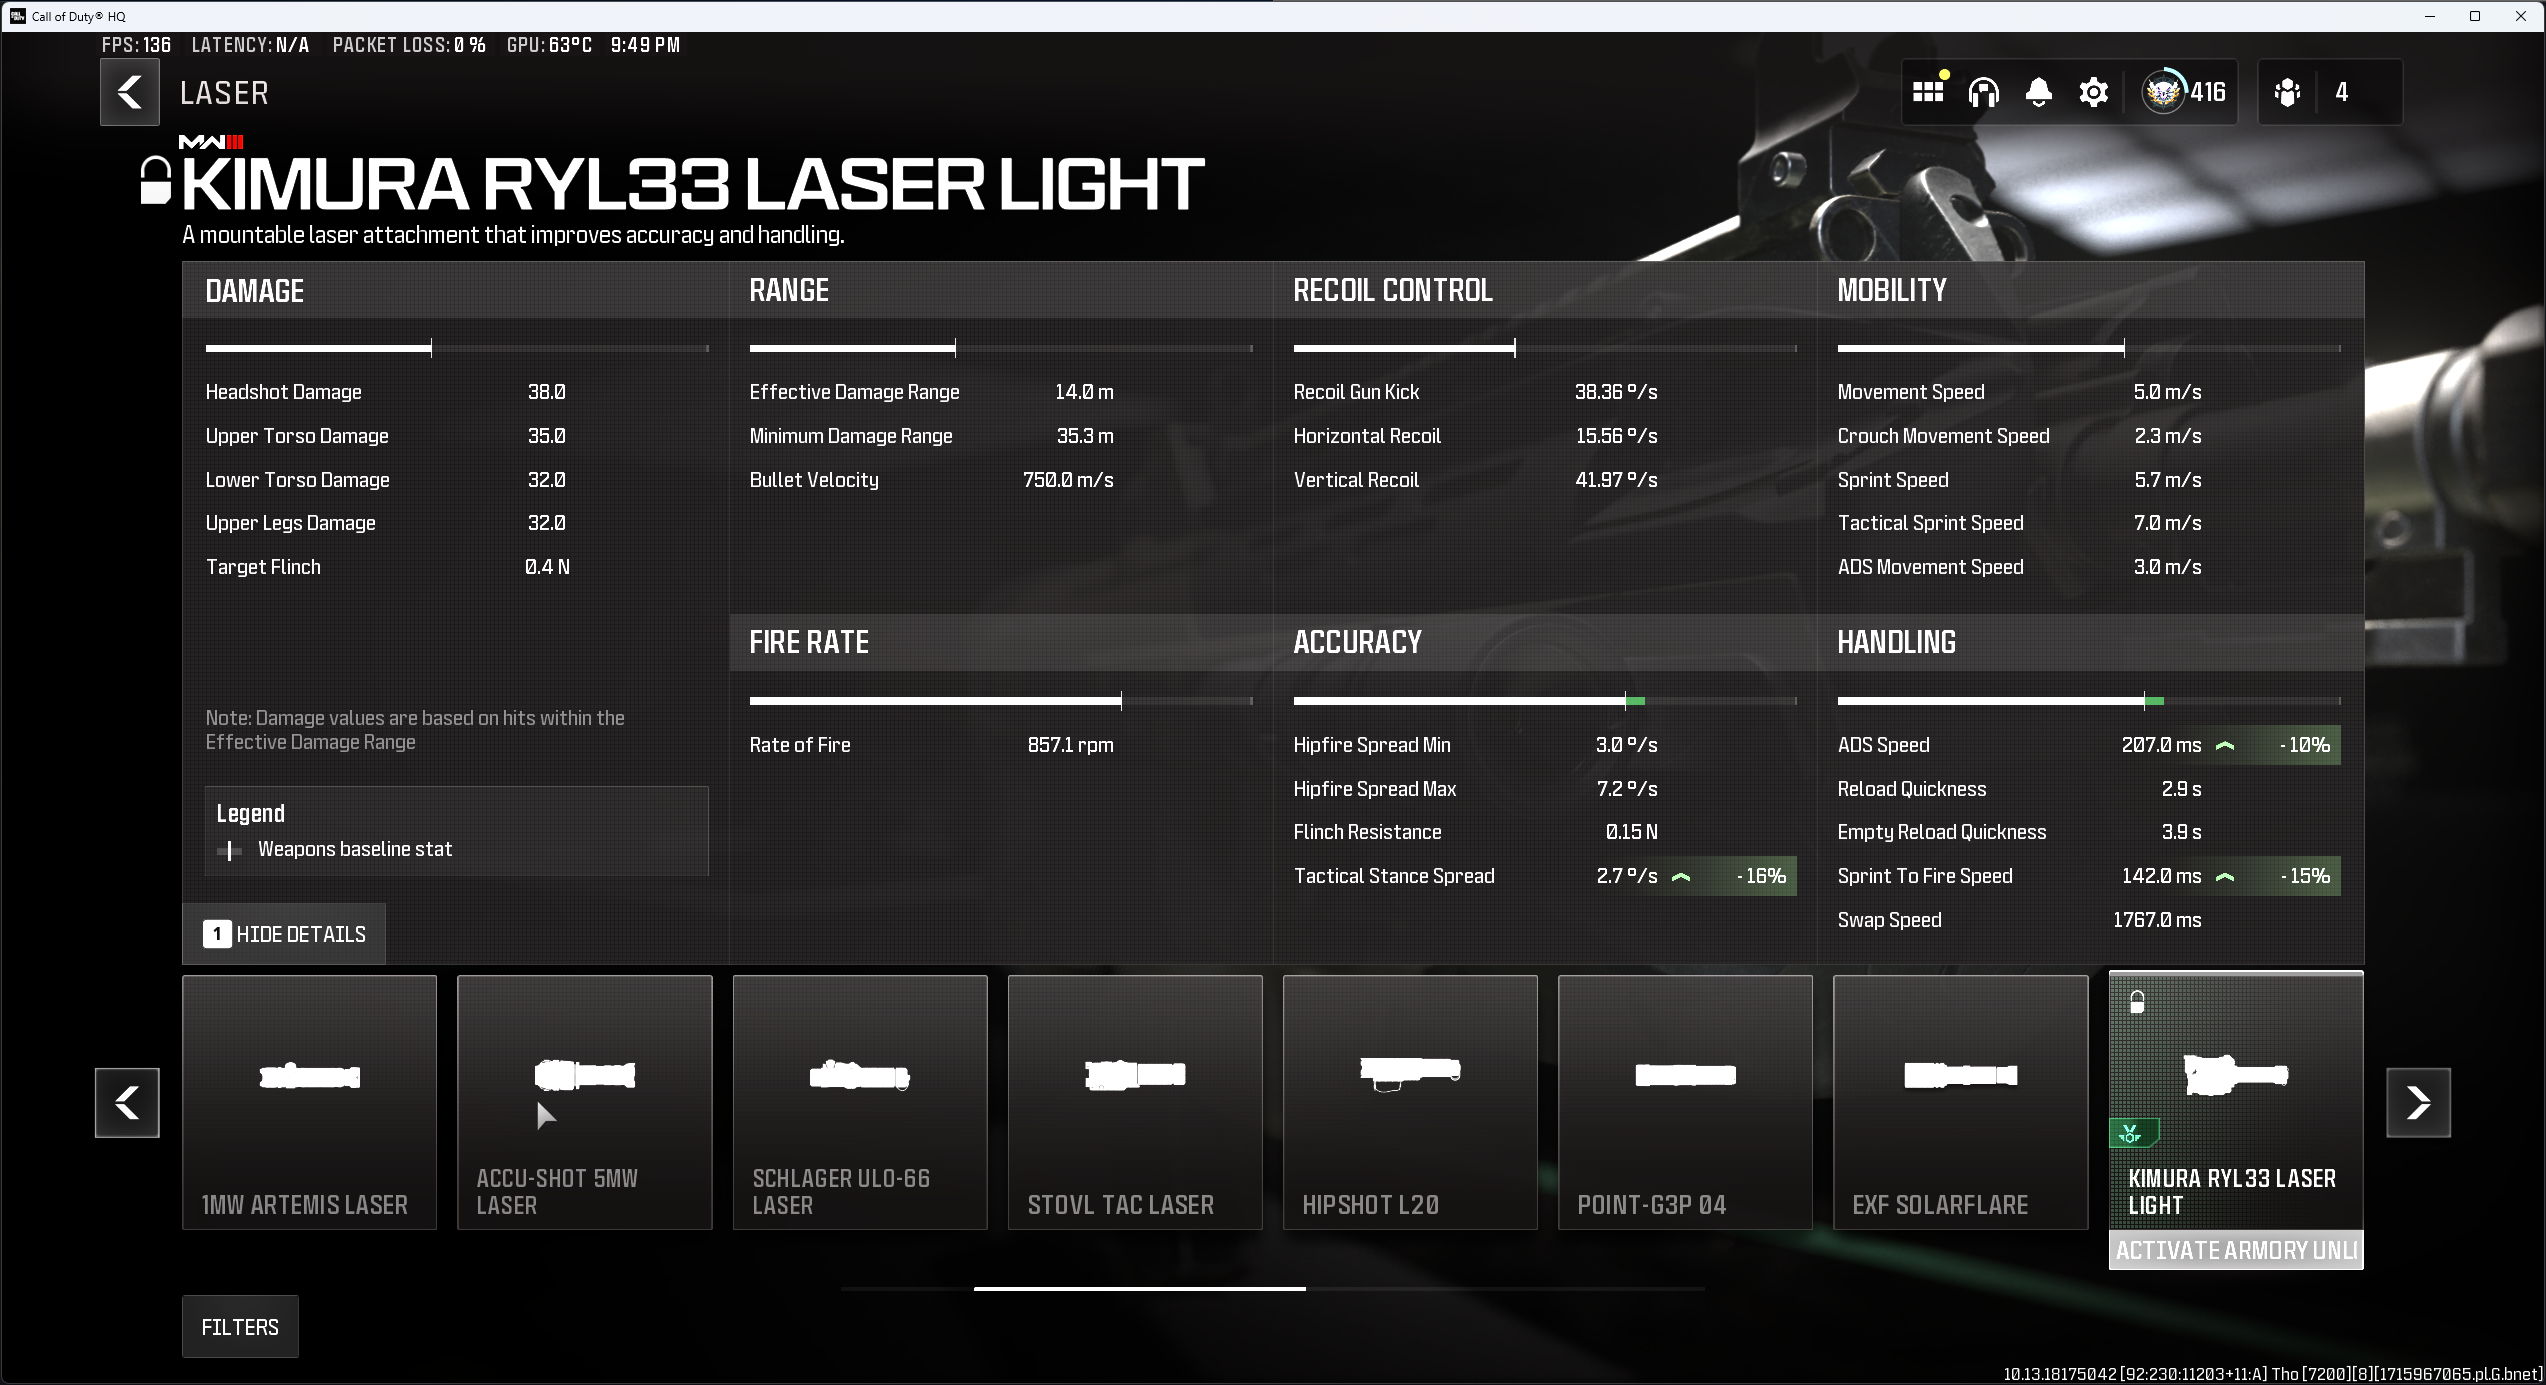 Call of Duty® HQ
FPS: 136 LATENCY: N/A PACKET LOSS: 0 % GPU: 63°C 9:49 PM
LASER
416
4
MWIII
KIMURA RYL33 LASER LIGHT
A mountable laser attachment that improves accuracy and handling.
DAMAGE
Headshot Damage 38.0
Upper Torso Damage 35.0
Lower Torso Damage 32.0
Upper Legs Damage 32.0
Target Flinch 0.4 N
Note: Damage values are based on hits within the
Effective Damage Range
Legend
Weapons baseline stat
1 HIDE DETAILS
RANGE
Effective Damage Range 14.0 m
Minimum Damage Range 35.3 m
Bullet Velocity 750.0 m/s
FIRE RATE
Rate of Fire 857.1 rpm
RECOIL CONTROL
Recoil Gun Kick 38.36 º/s
Horizontal Recoil 15.56 º/s
Vertical Recoil 41.97 º/s
ACCURACY
Hipfire Spread Min 3.0 º/s
Hipfire Spread Max 7.2 º/s
Flinch Resistance 0.15 N
Tactical Stance Spread 2.7 º/s -16%
MOBILITY
Movement Speed 5.0 m/s
Crouch Movement Speed 2.3 m/s
Sprint Speed 5.7 m/s
Tactical Sprint Speed 7.0 m/s
ADS Movement Speed 3.0 m/s
HANDLING
ADS Speed 207.0 ms -10%
Reload Quickness 2.9 s
Empty Reload Quickness 3.9 s
Sprint To Fire Speed 142.0 ms -15%
Swap Speed 1767.0 ms
1MW ARTEMIS LASER
ACCU-SHOT 5MW
LASER
SCHLAGER ULO-66
LASER
STOVL TAC LASER
HIPSHOT L20
POINT-G3P 04
EXF SOLARFLARE
KIMURA RYL33 LASER
LIGHT
ACTIVATE ARMORY UNL
FILTERS
10.13.18175042 [92:230:11203+11:A] Tho [7200][8][1715967065.pl.G.bnet]